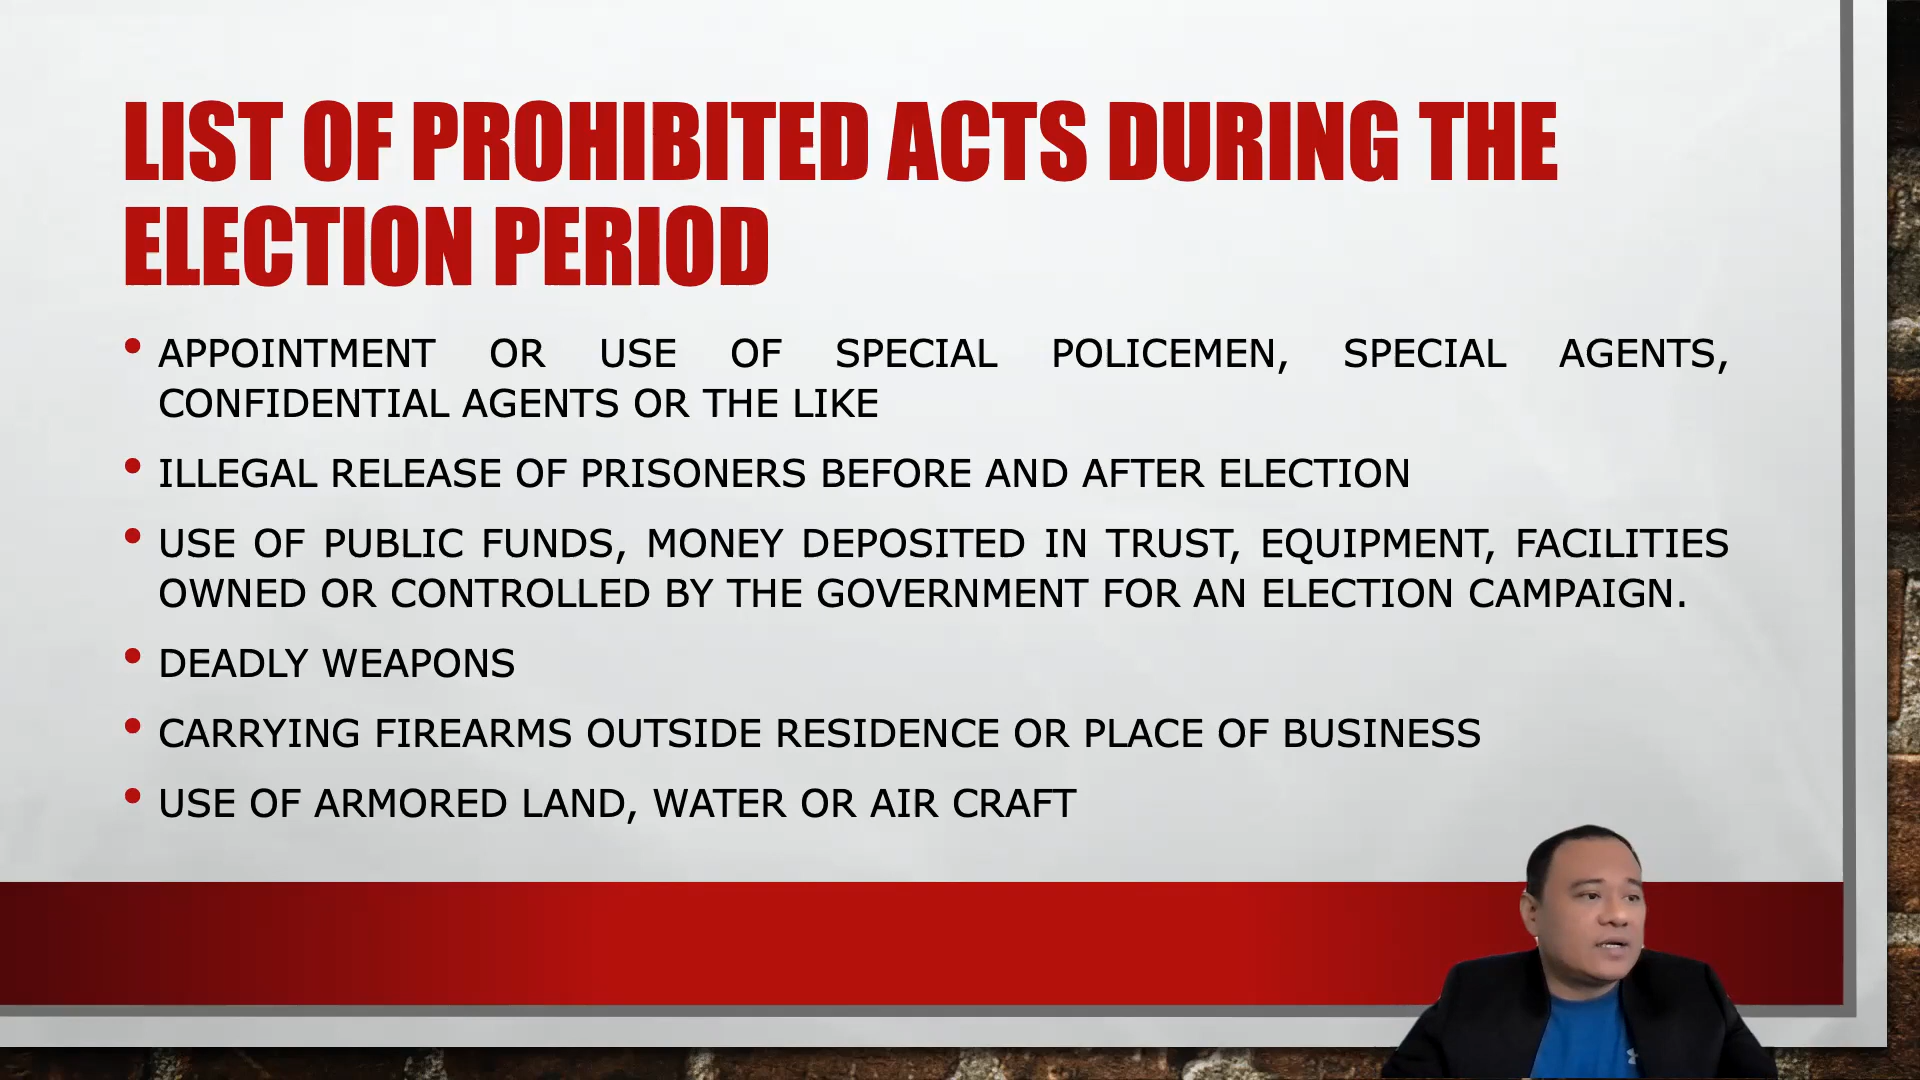 LIST OF PROHIBITED ACTS DURING THE
ELECTION PERIOD
• APPOINTMENT OR USE OF SPECIAL POLICEMEN, SPECIAL AGENTS,
CONFIDENTIAL AGENTS OR THE LIKE
• ILLEGAL RELEASE OF PRISONERS BEFORE AND AFTER ELECTION
• USE OF PUBLIC FUNDS, MONEY DEPOSITED IN TRUST, EQUIPMENT, FACILITIES
OWNED OR CONTROLLED BY THE GOVERNMENT FOR AN ELECTION CAMPAIGN.
• DEADLY WEAPONS
• CARRYING FIREARMS OUTSIDE RESIDENCE OR PLACE OF BUSINESS
• USE OF ARMORED LAND, WATER OR AIR CRAFT